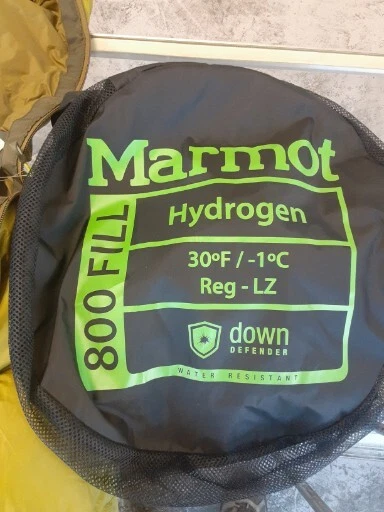 Marmot
800 FILL
Hydrogen
30ºF / -1ºC
Reg - LZ
down
DEFENDER
WATER RESISTANT